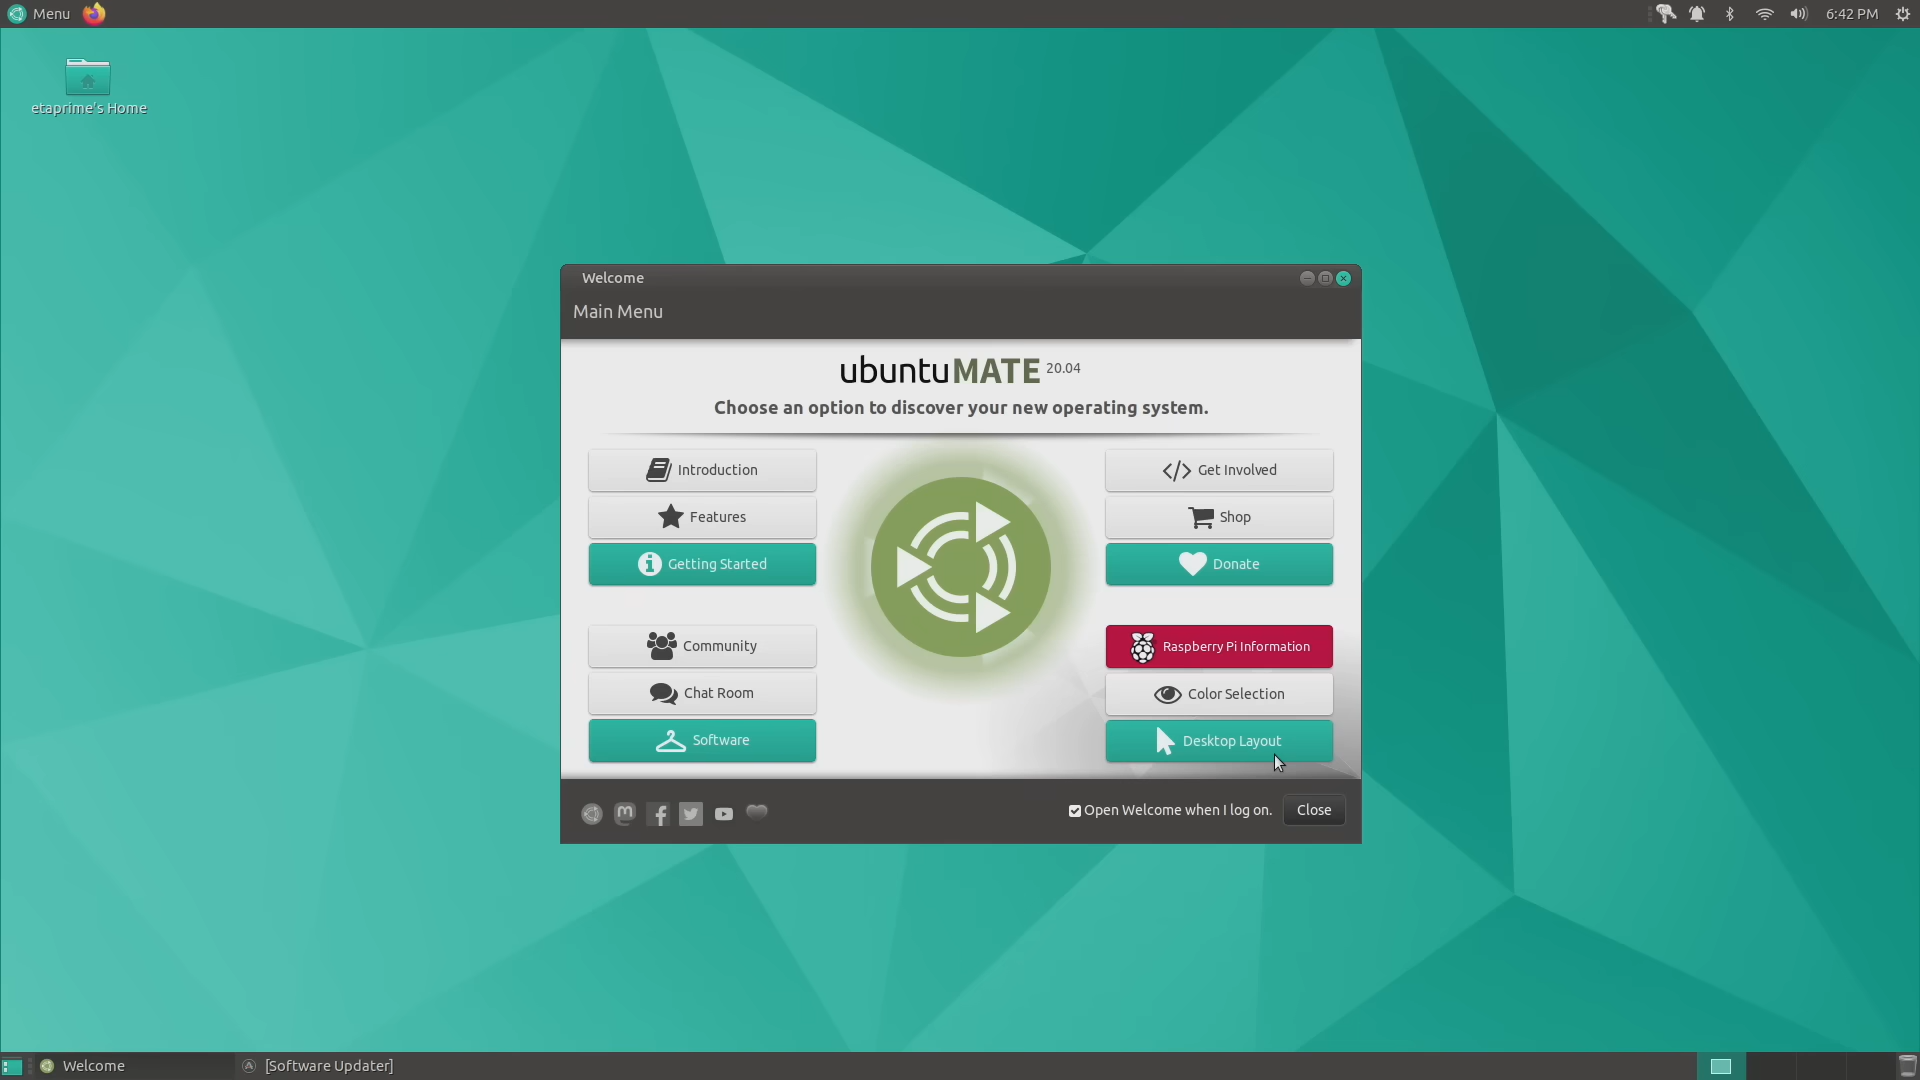 Menu
6:42 PM
etaprime's Home
Welcome
Main Menu
ubuntu MATE 20.04
Choose an option to discover your new operating system.
Introduction
Get Involved
Features
Shop
Getting Started
Donate
Community
Raspberry Pi Information
Chat Room
Color Selection
Software
Desktop Layout
Open Welcome when I log on.
Close
Welcome
[Software Updater]